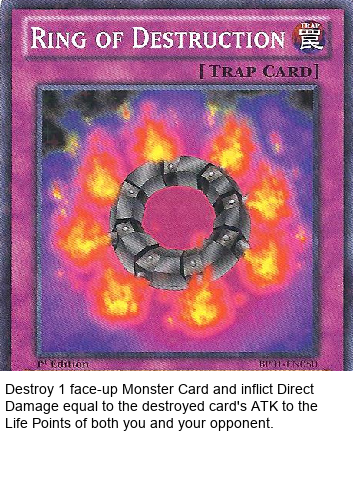 RING OF DESTRUCTION
TRAP
罠
[TRAP CARD]
1st Edition
Destroy 1 face-up Monster Card and inflict Direct
Damage equal to the destroyed card's ATK to the
Life Points of both you and your opponent.